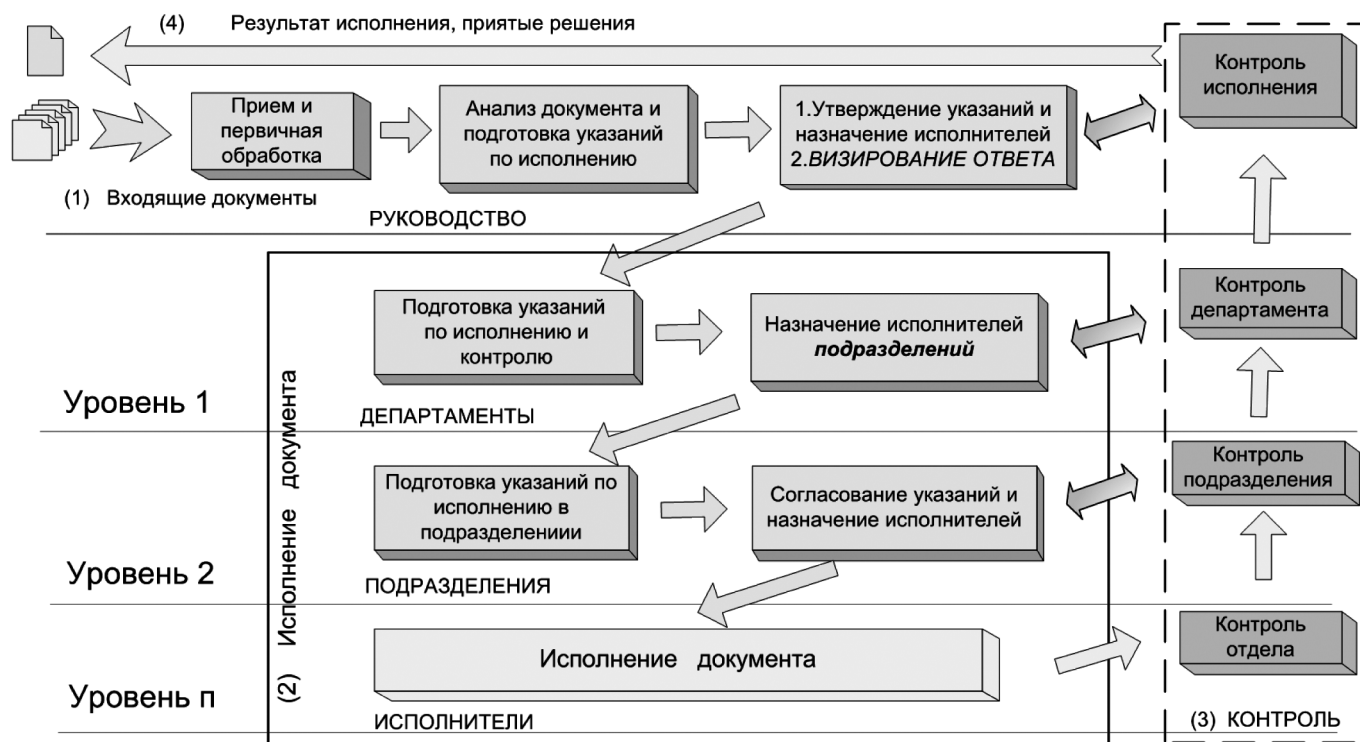 (4) Результат исполнения, приятые решения
Контроль
исполнения
Прием и
первичная
обработка
Анализ документа и
подготовка указаний
по исполнению
1.Утверждение указаний и
назначение исполнителей
2.ВИЗИРОВАНИЕ ОТВЕТА
(1) Входящие документы
РУКОВОДСТВО
Подготовка указаний
по исполнению и
контролю
Назначение исполнителей
подразделений
Контроль
департамента
Уровень 1
ДЕПАРТАМЕНТЫ
(2) Исполнение документа
Подготовка указаний по
исполнению в
подразделениии
Согласование указаний и
назначение исполнителей
Контроль
подразделения
Уровень 2
ПОДРАЗДЕЛЕНИЯ
Исполнение документа
Контроль
отдела
Уровень п
ИСПОЛНИТЕЛИ
(3) КОНТРОЛЬ